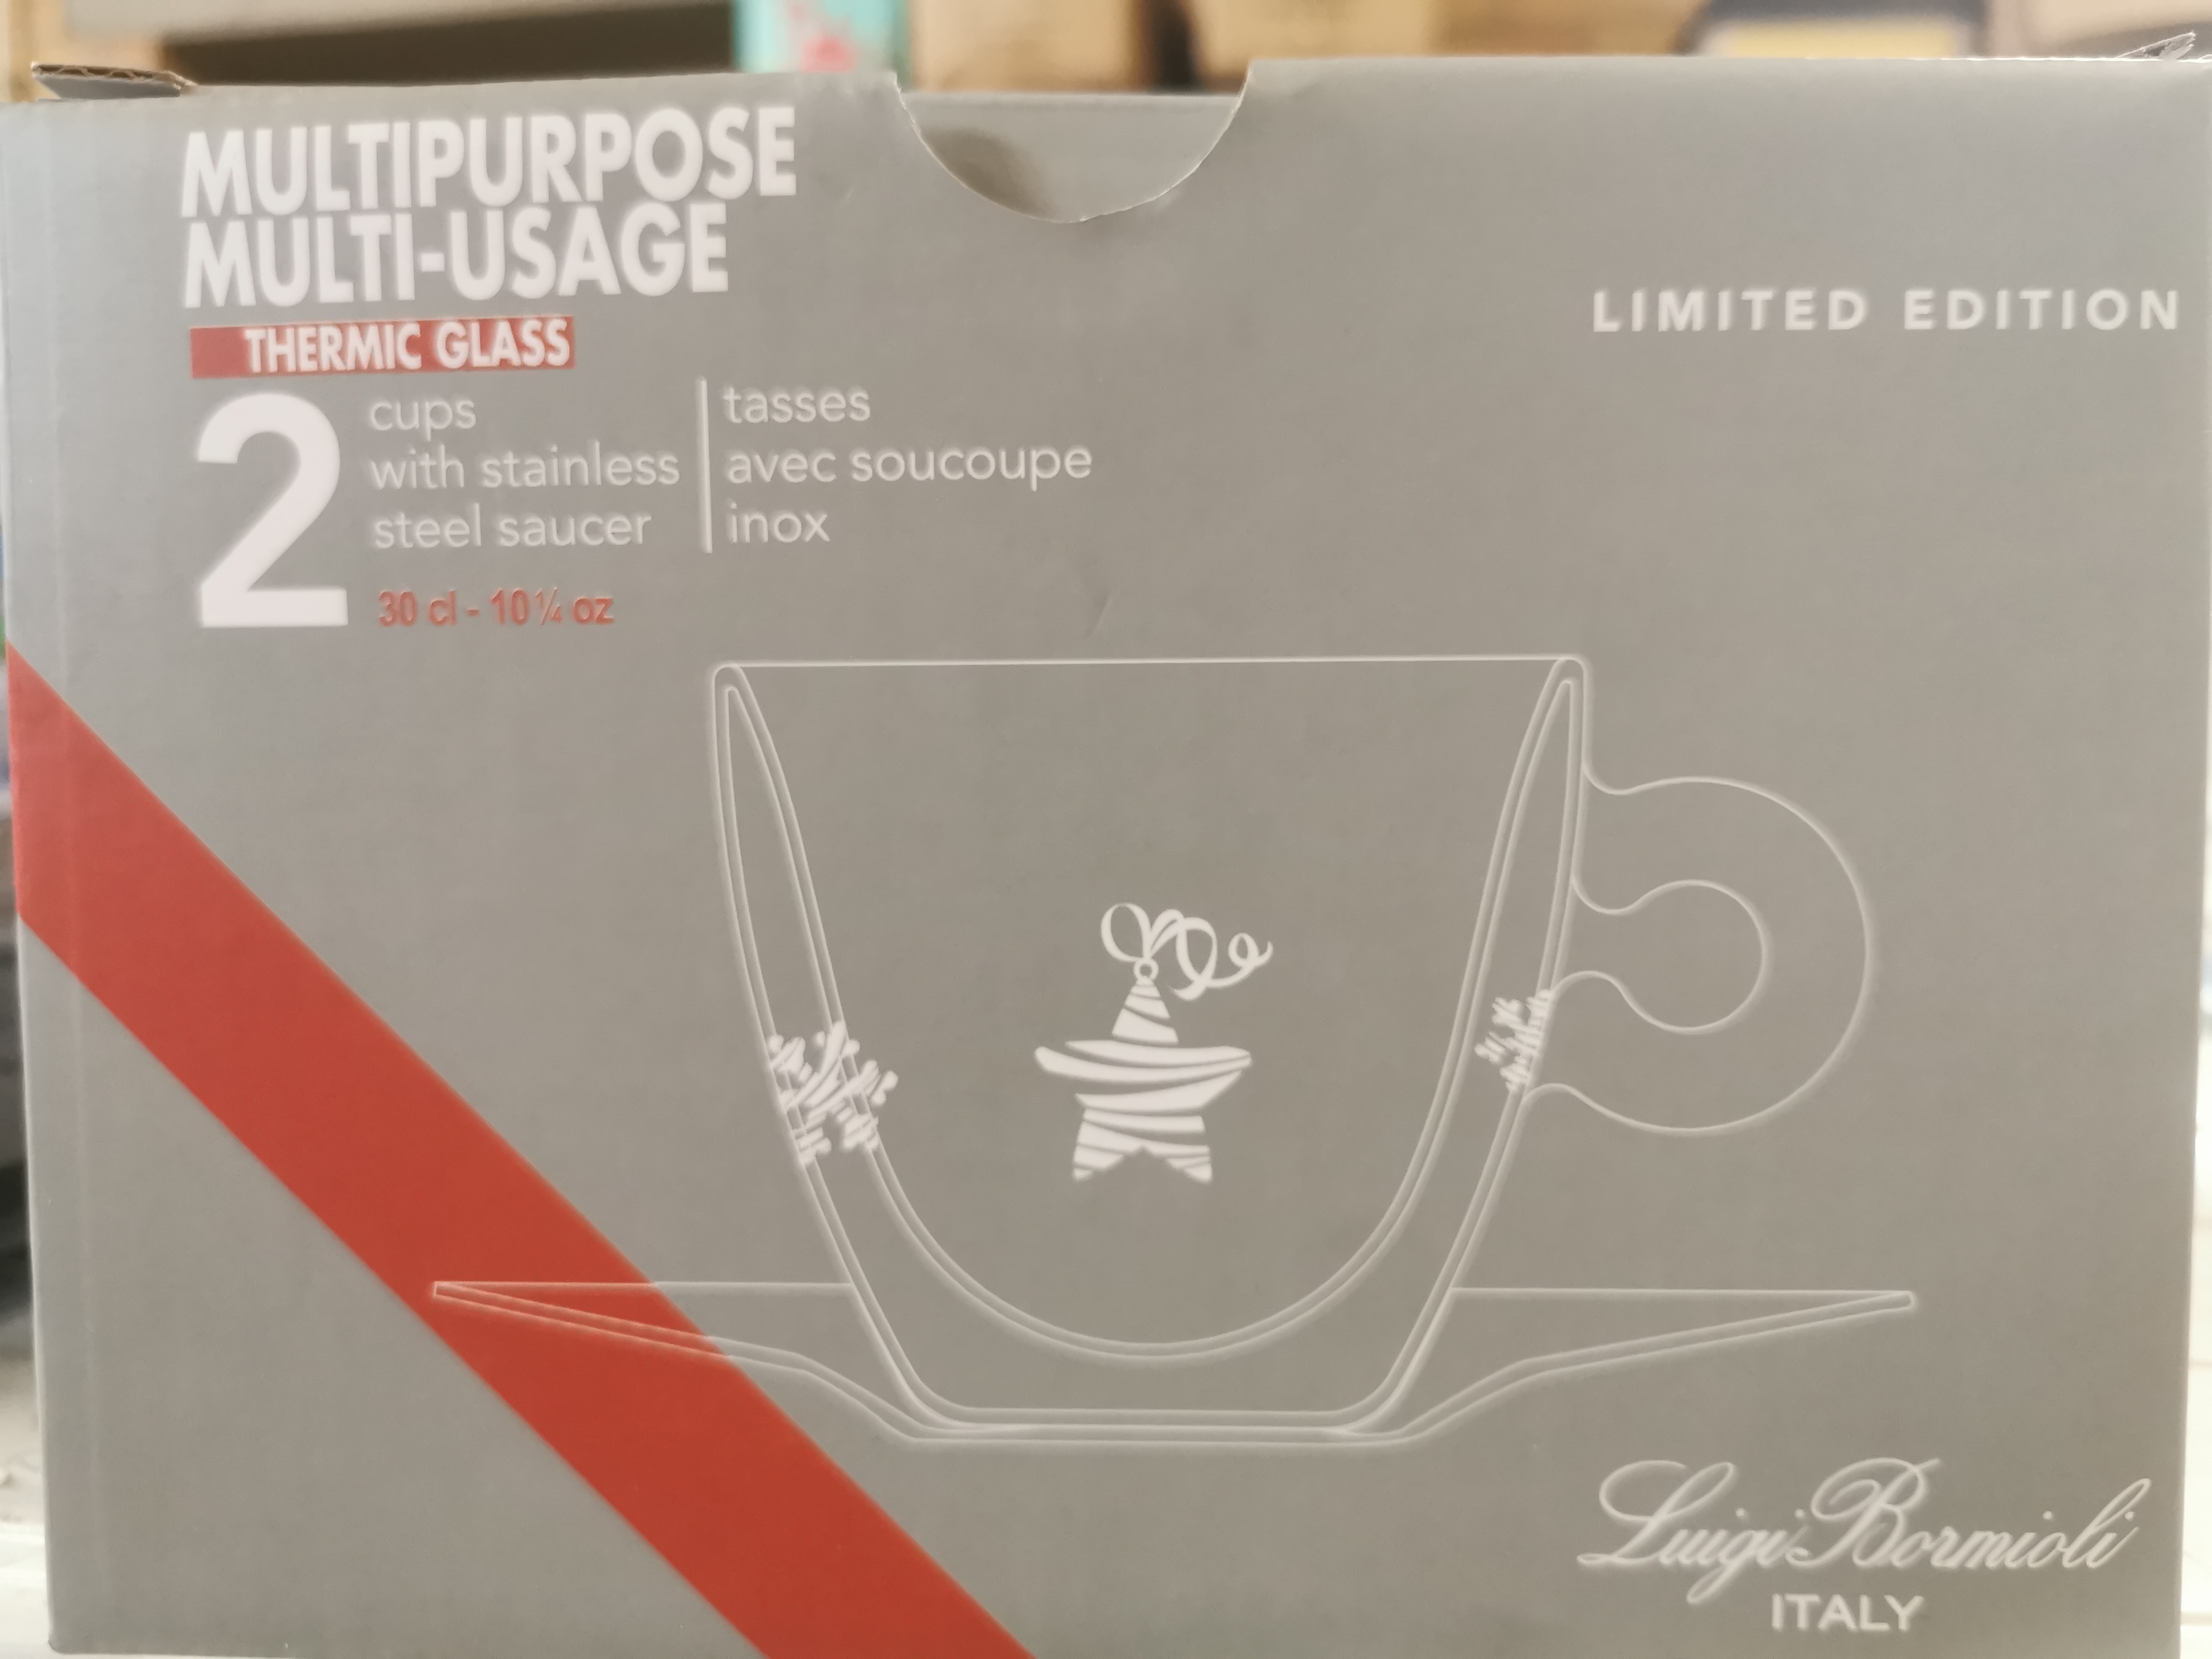 MULTIPURPOSE
MULTI-USAGE
THERMIC GLASS
LIMITED EDITION
2
cups
with stainless
steel saucer
tasses
avec soucoupe
inox
30 cl - 10 ¼ oz
Luigi Bormioli
ITALY